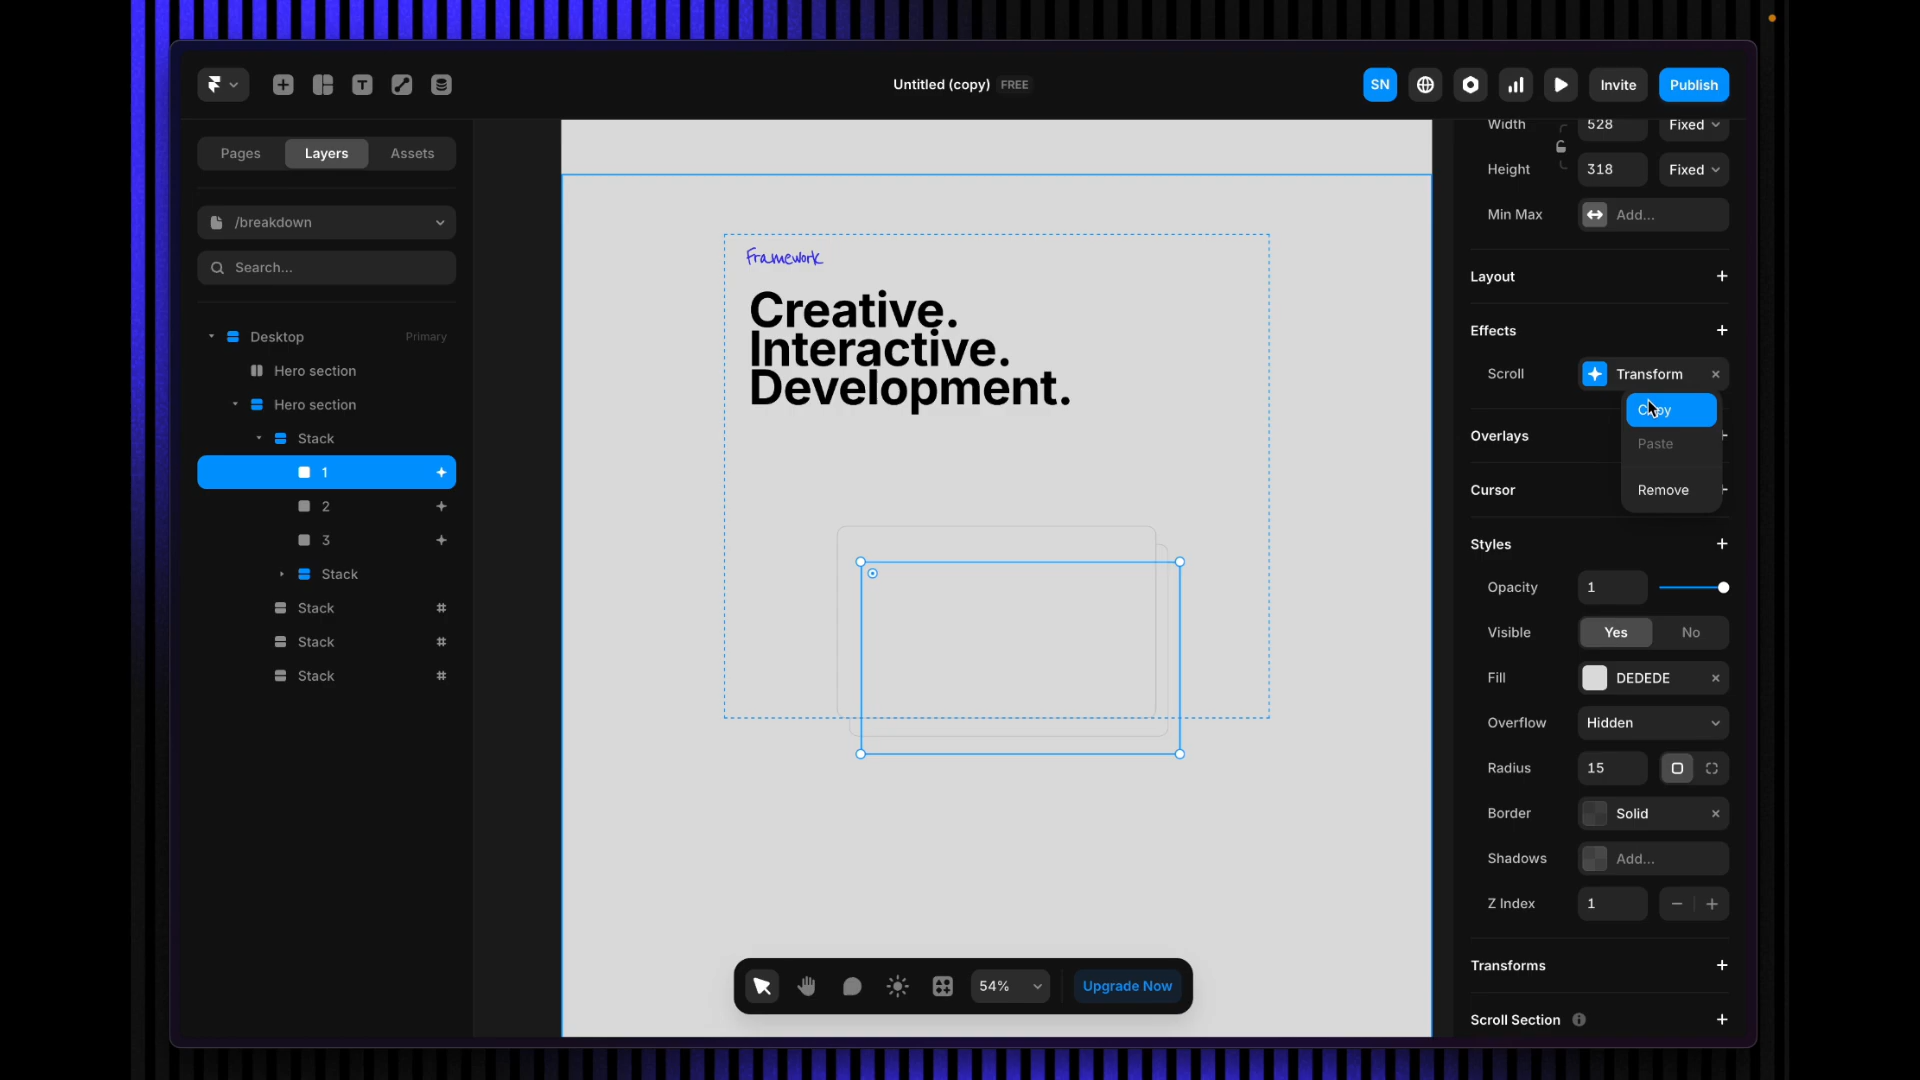 Untitled (copy) FREE
SN
Invite
Publish
Pages
Layers
Assets
/breakdown
Search...
Desktop
Primary
Hero section
Hero section
Stack
1
2
3
Stack
Stack
Stack
Stack
Framework
Creative.
Interactive.
Development.
54%
Upgrade Now
Width
528
Fixed
Height
318
Fixed
Min Max
Add...
Layout
Effects
Scroll
Transform
Copy
Paste
Remove
Overlays
Cursor
Styles
Opacity
1
Visible
Yes
No
Fill
DEDEDE
Overflow
Hidden
Radius
15
Border
Solid
Shadows
Add...
Z Index
1
Transforms
Scroll Section